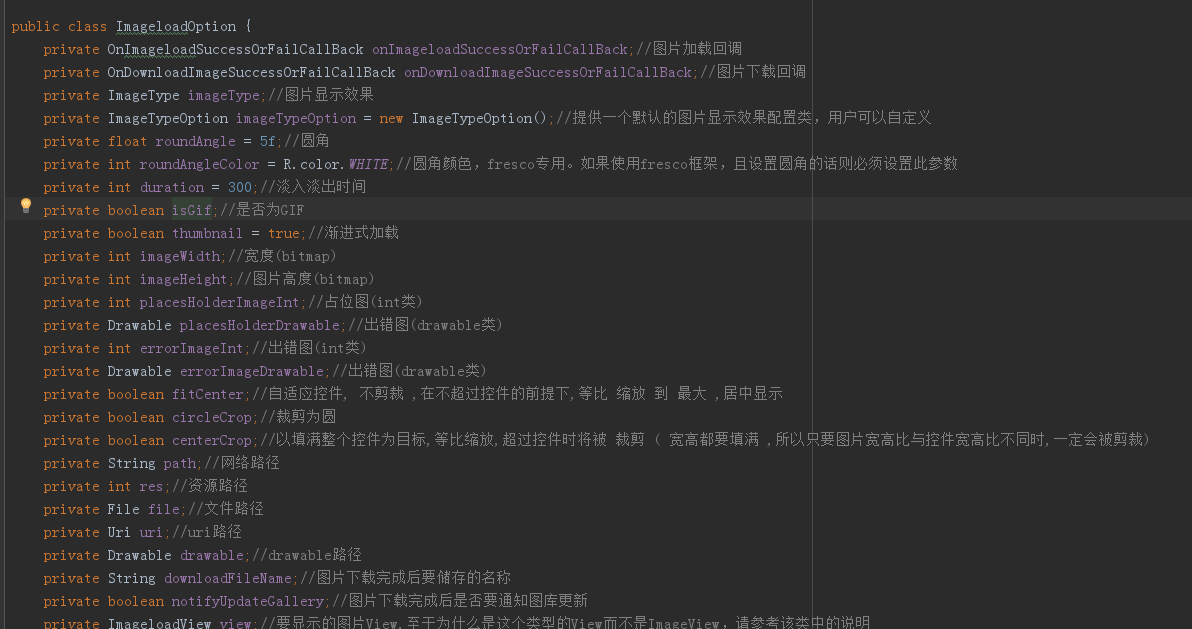 public class ImageloadOption {
private OnImageloadSuccessOrFailCallBack onImageloadSuccessOrFailCallBack;//图片加载回调
private OnDownloadImageSuccessOrFailCallBack onDownloadImageSuccessOrFailCallBack;//图片下载回调
private ImageType imageType;//图片显示效果
private ImageTypeOption imageTypeOption = new ImageTypeOption();//提供一个默认的图片显示效果配置类，用户可以自定义
private float roundAngle = 5f;//圆角
private int roundAngleColor = R.color.WHITE;//圆角颜色，fresco专用。如果使用fresco框架，且设置圆角的话则必须设置此参数
private int duration = 300;//淡入淡出时间
private boolean isGif;//是否为GIF
private boolean thumbnail = true;//渐进式加载
private int imageWidth;//宽度(bitmap)
private int imageHeight;//图片高度(bitmap)
private int placesHolderImageInt;//占位图(int类)
private Drawable placesHolderDrawable;//出错图(drawable类)
private int errorImageInt;//出错图(int类)
private Drawable errorImageDrawable;//出错图(drawable类)
private boolean fitCenter;//自适应控件, 不剪裁 ,在不超过控件的前提下,等比 缩放 到 最大 ,居中显示
private boolean circleCrop;//裁剪为圆
private boolean centerCrop;//以填满整个控件为目标,等比缩放,超过控件时将被 裁剪 ( 宽高都要填满 ,所以只要图片宽高比与控件宽高比不同时,一定会被剪裁)
private String path;//网络路径
private int res;//资源路径
private File file;//文件路径
private Uri uri;//uri路径
private Drawable drawable;//drawable路径
private String downloadFileName;//图片下载完成后要储存的名称
private boolean notifyUpdateGallery;//图片下载完成后是否要通知图库更新
private ImageloadView view;//要显示的图片View,至于为什么是这个类型的View而不是ImageView，请参考该类中的说明